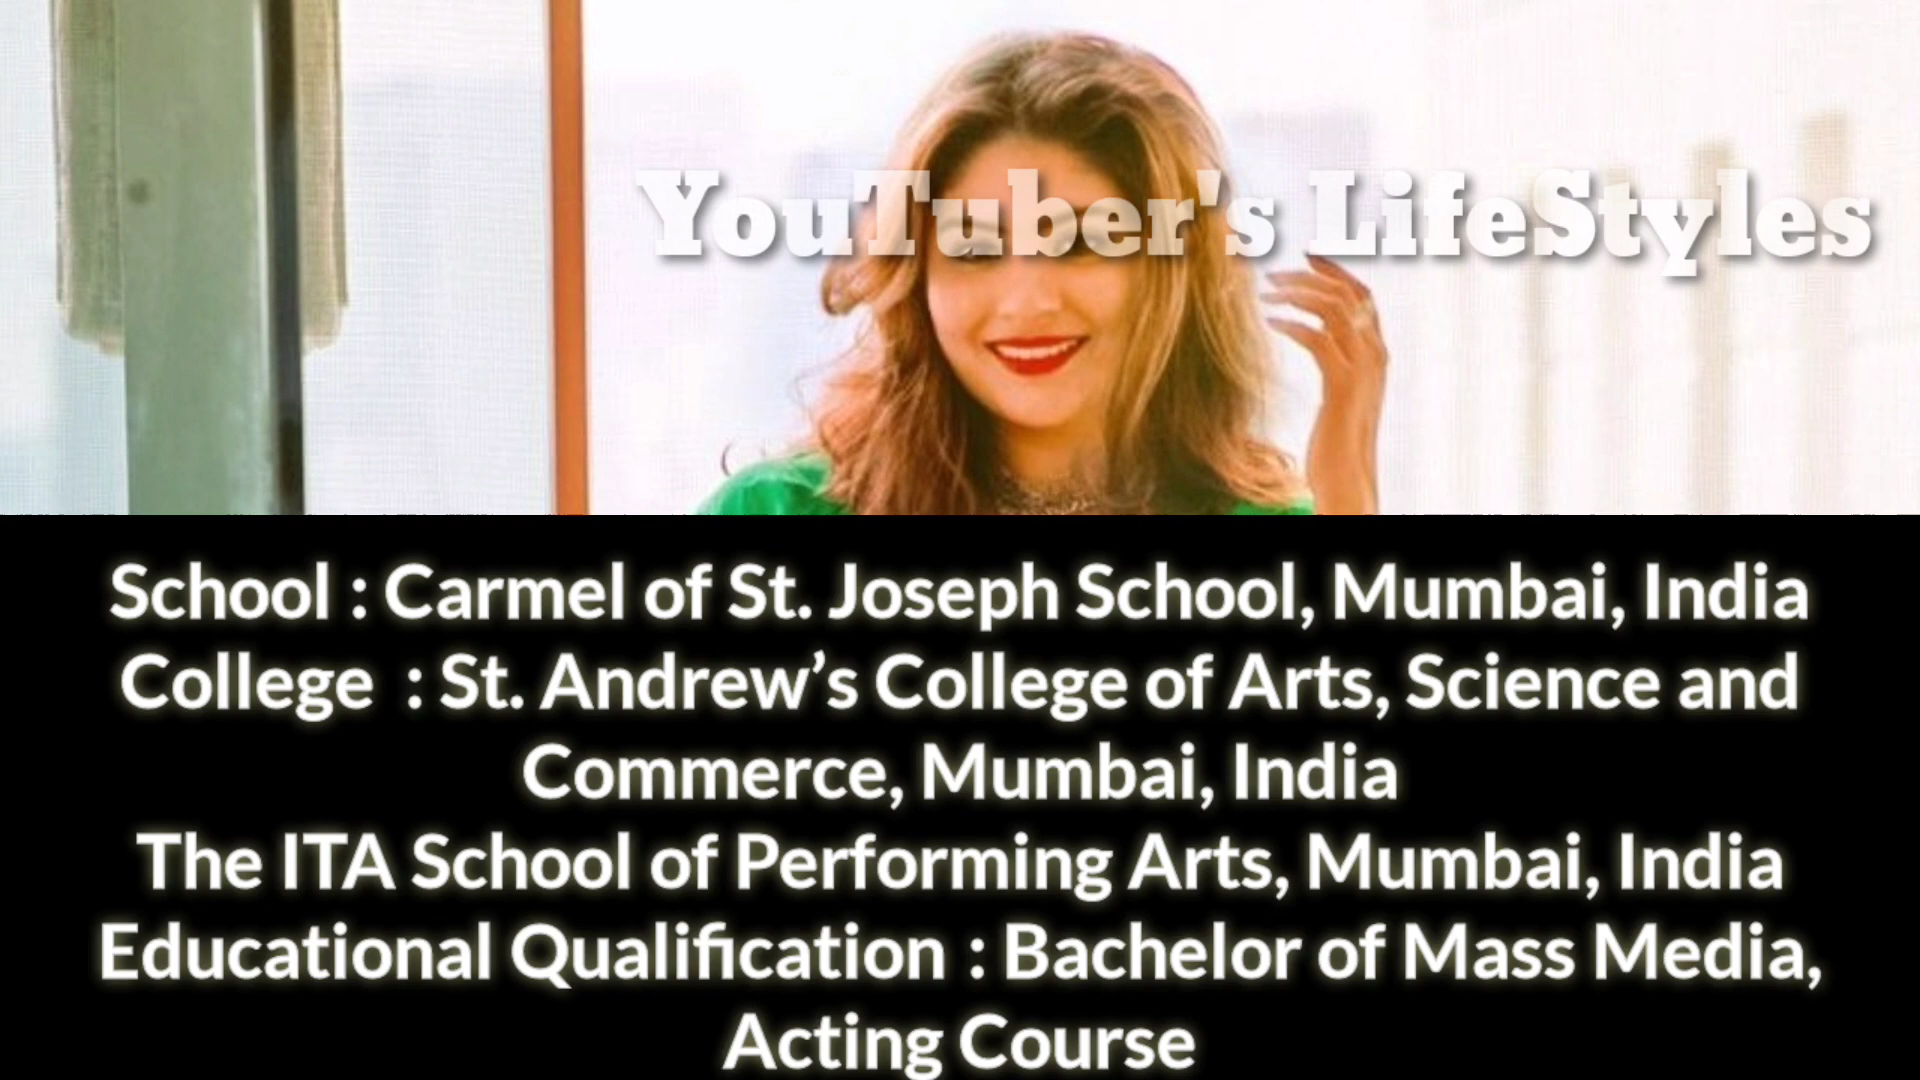 YouTuber's LifeStyles
School : Carmel of St. Joseph School, Mumbai, India
College  : St. Andrew’s College of Arts, Science and
Commerce, Mumbai, India
The ITA School of Performing Arts, Mumbai, India
Educational Qualification : Bachelor of Mass Media,
Acting Course